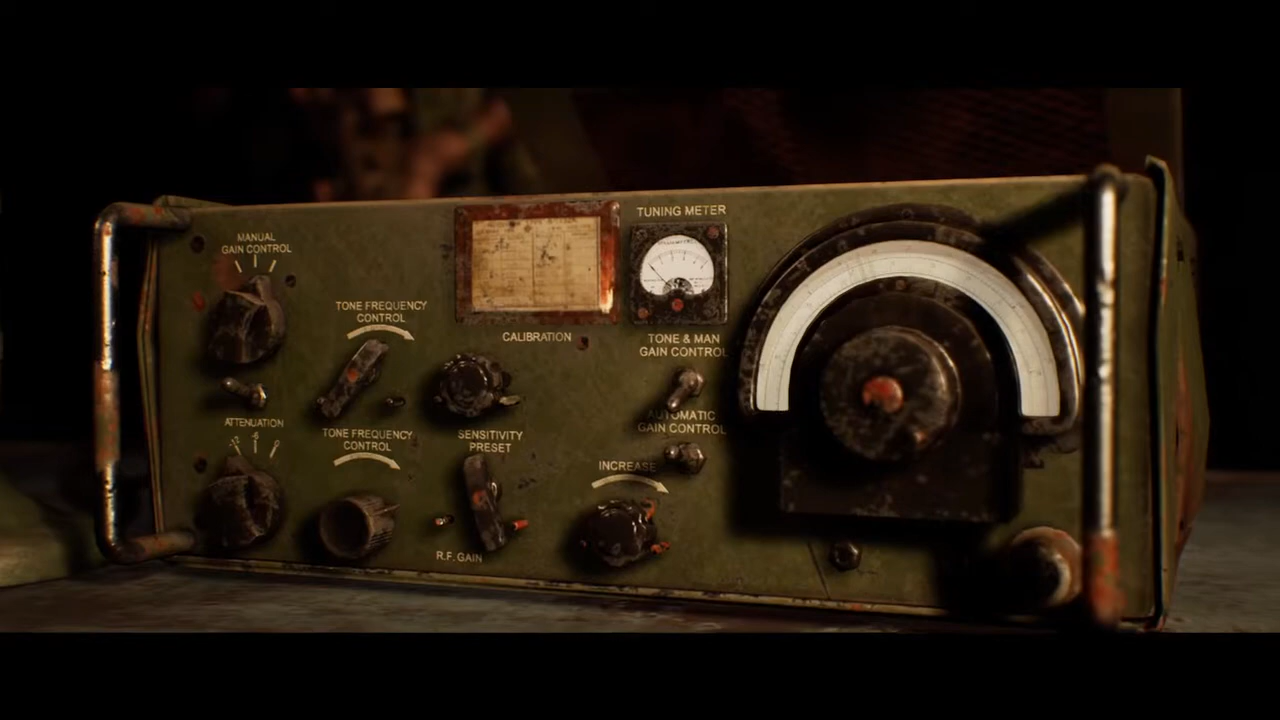 MANUAL
GAIN CONTROL
TONE FREQUENCY
CONTROL
CALIBRATION
TUNING METER
TONE & MAN
GAIN CONTROL
AUTOMATIC
GAIN CONTROL
ATTENUATION
TONE FREQUENCY
CONTROL
SENSITIVITY
PRESET
R.F. GAIN
INCREASE